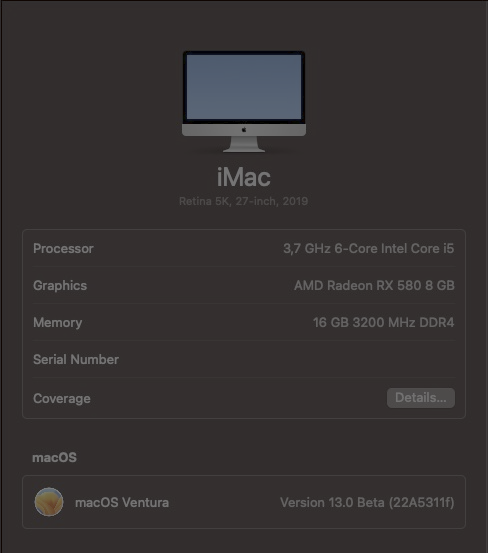 iMac
Retina 5K, 27-inch, 2019
Processor 3,7 GHz 6-Core Intel Core i5
Graphics AMD Radeon RX 580 8 GB
Memory 16 GB 3200 MHz DDR4
Serial Number
Coverage Details...
macOS
macOS Ventura Version 13.0 Beta (22A5311f)